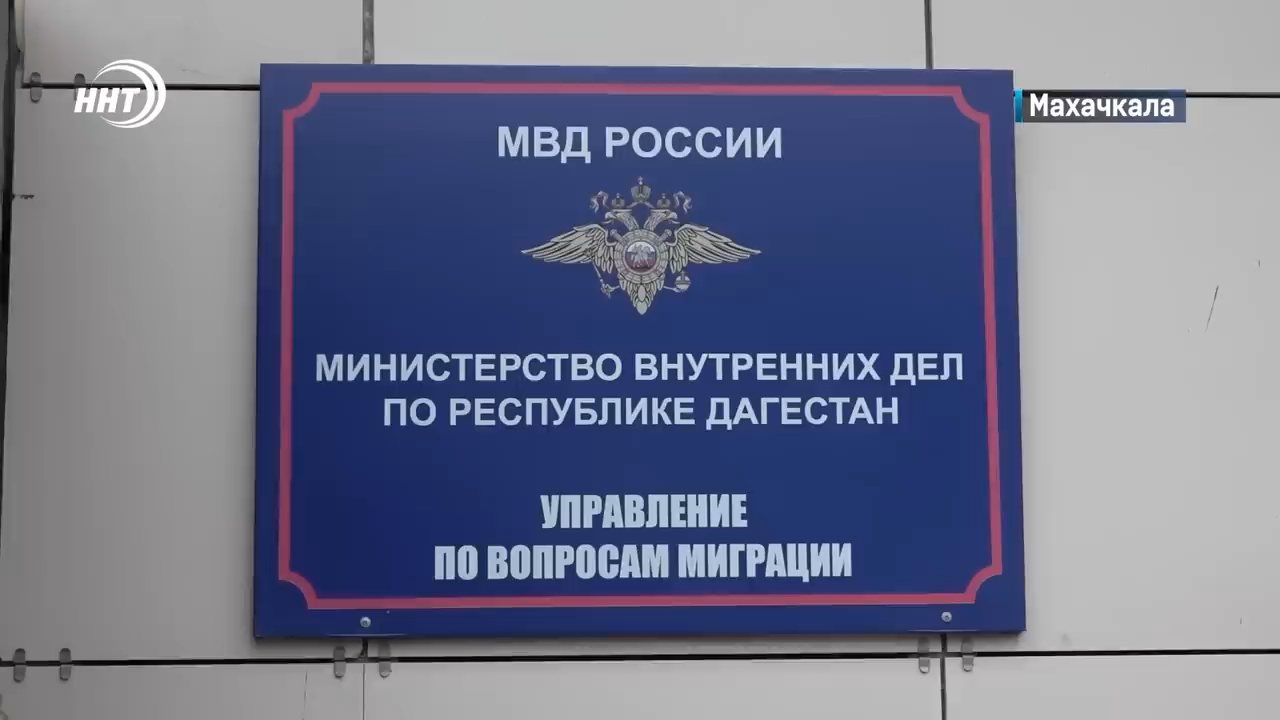 ННТ
Махачкала
МВД РОССИИ
МИНИСТЕРСТВО ВНУТРЕННИХ ДЕЛ
ПО РЕСПУБЛИКЕ ДАГЕСТАН
УПРАВЛЕНИЕ
ПО ВОПРОСАМ МИГРАЦИИ